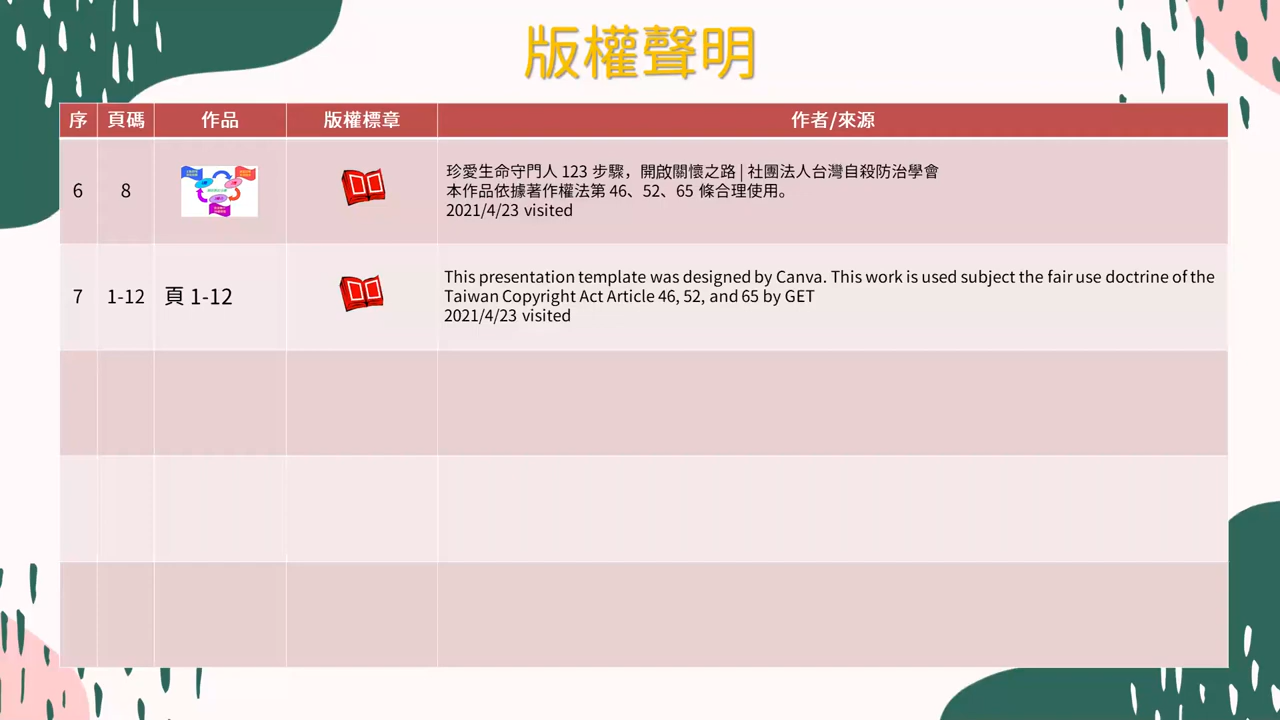 版權聲明
序 頁碼 作品 版權標章 作者/來源
6 8 珍愛生命守門人 123 步驟，開啟關懷之路 | 社團法人台灣自殺防治學會
本作品依據著作權法第 46、52、65 條合理使用。
2021/4/23 visited
7 1-12 頁 1-12 This presentation template was designed by Canva. This work is used subject the fair use doctrine of the
Taiwan Copyright Act Article 46, 52, and 65 by GET
2021/4/23 visited